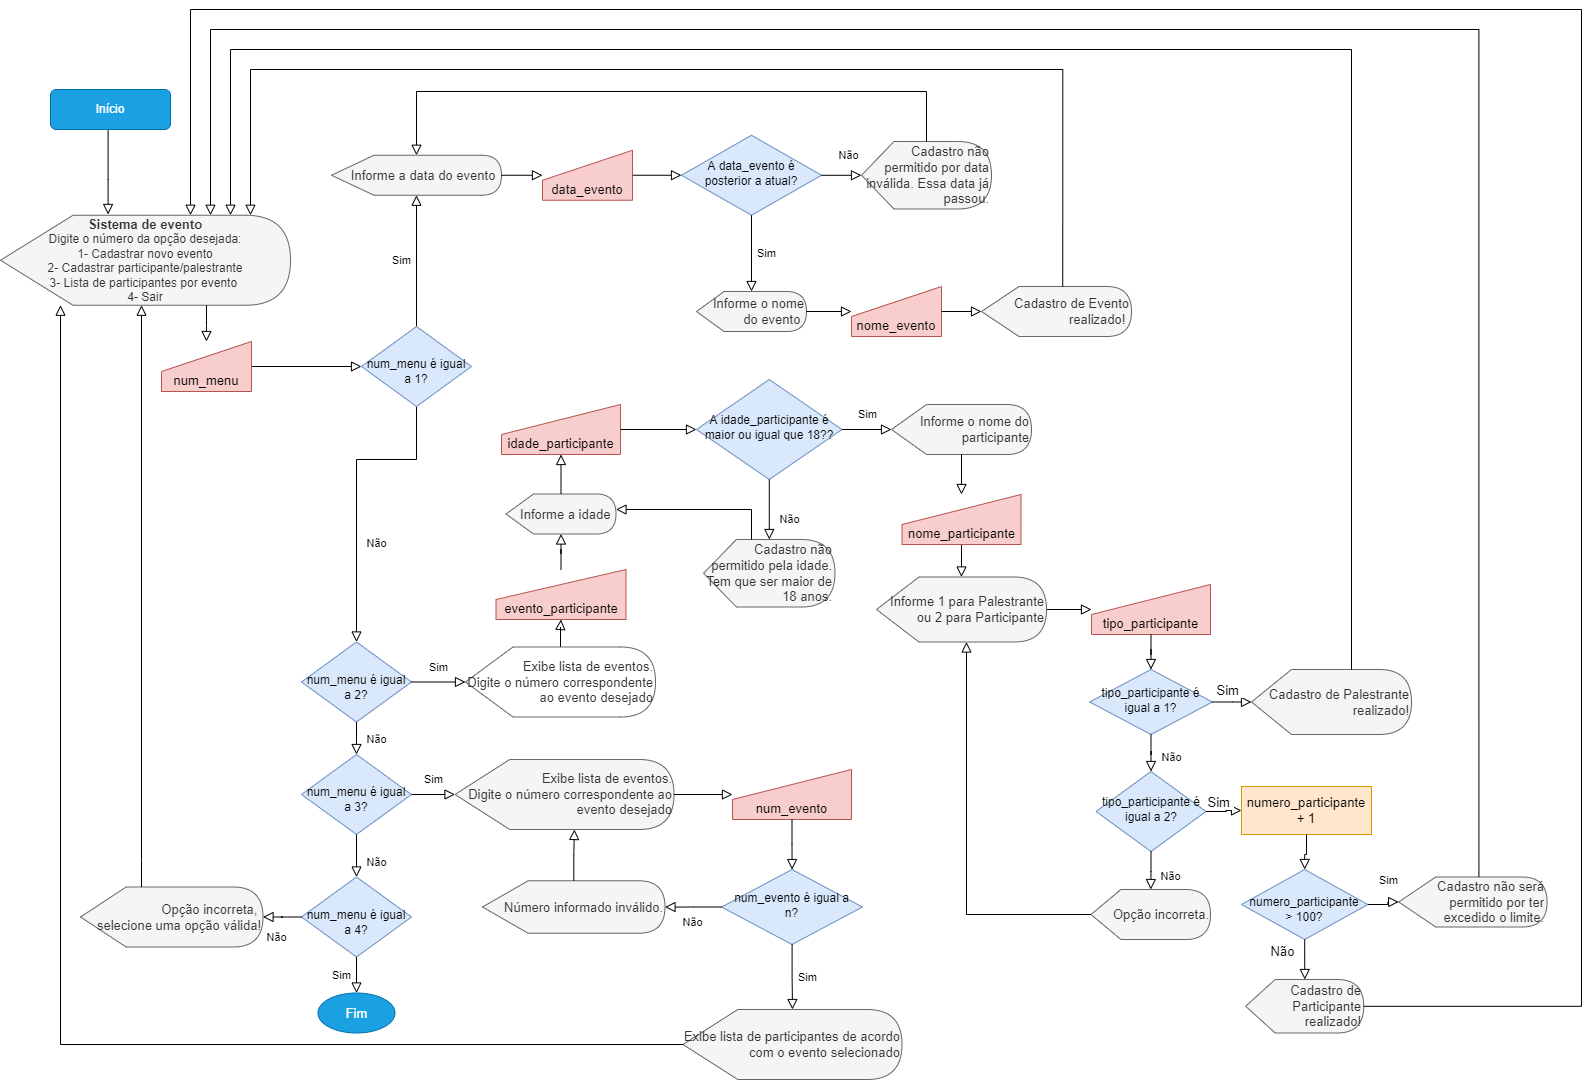 Início
Sistema de evento
Digite o número da opção desejada:
1- Cadastrar novo evento
2- Cadastrar participante/palestrante
3- Lista de participantes por evento
4- Sair
num_menu
num_menu é igual
a 1?
Sim
Informe a data do evento
data_evento
A data_evento é
posterior a atual?
Não
Cadastro não
permitido por data
inválida. Essa data já
passou.
Sim
Informe o nome
do evento
nome_evento
Cadastro de Evento
realizado!
Não
num_menu é igual
a 2?
Sim
Exibe lista de eventos.
Digite o número correspondente
ao evento desejado
evento_participante
Informe a idade
idade_participante
A idade_participante é
maior ou igual que 18??
Não
Cadastro não
permitido pela idade.
Tem que ser maior de
18 anos.
Sim
Informe o nome do
participante
nome_participante
Informe 1 para Palestrante
ou 2 para Participante
tipo_participante
tipo_participante é
igual a 1?
Sim
Cadastro de Palestrante
realizado!
Não
tipo_participante é
igual a 2?
Sim
numero_participante
+ 1
Não
Opção incorreta.
numero_participante
> 100?
Sim
Cadastro não será
permitido por ter
excedido o limite.
Não
Cadastro de
Participante
realizado!
Não
num_menu é igual
a 3?
Sim
Exibe lista de eventos.
Digite o número correspondente ao
evento desejado
num_evento
num_evento é igual a
n?
Não
Número informado inválido.
Sim
Exibe lista de participantes de acordo
com o evento selecionado
Não
num_menu é igual
a 4?
Não
Opção incorreta,
selecione uma opção válida!
Sim
Fim